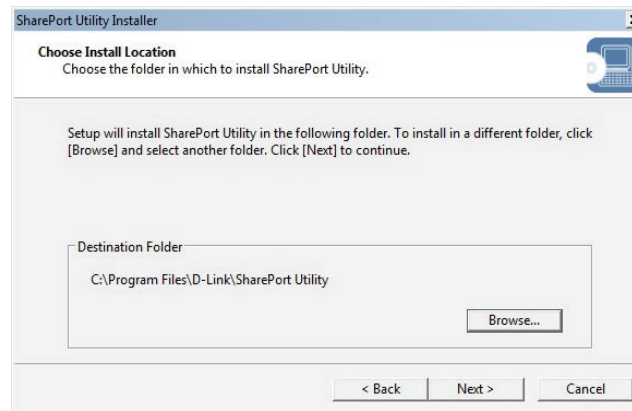 SharePort Utility Installer
Choose Install Location
Choose the folder in which to install SharePort Utility.
Setup will install SharePort Utility in the following folder. To install in a different folder, click
[Browse] and select another folder. Click [Next] to continue.
Destination Folder
C:\Program Files\D-Link\SharePort Utility
Browse...
< Back Next > Cancel